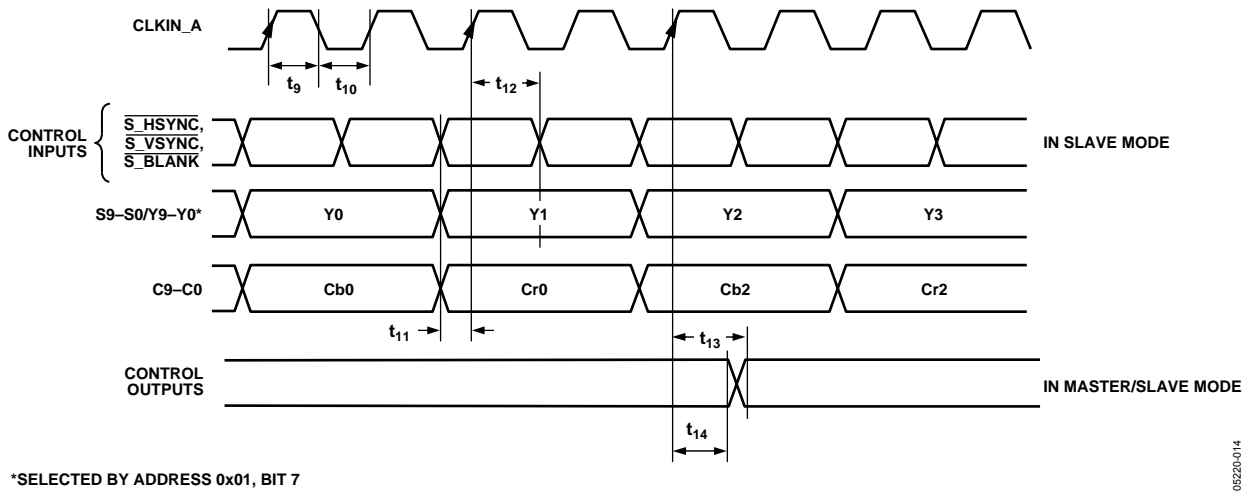 CLKIN_A
t9
t10
t12
CONTROL
INPUTS
S_HSYNC,
S_VSYNC,
S_BLANK
IN SLAVE MODE
S9–S0/Y9–Y0*
Y0
Y1
Y2
Y3
C9–C0
Cb0
Cr0
Cb2
Cr2
t11
t13
CONTROL
OUTPUTS
IN MASTER/SLAVE MODE
t14
*SELECTED BY ADDRESS 0x01, BIT 7
05220-014